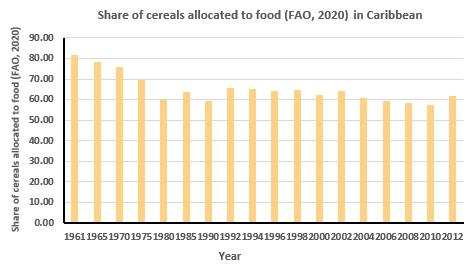 Share of cereals allocated to food (FAO, 2020) in Caribbean
Share of cereals allocated to food (FAO, 2020)
90.00
80.00
70.00
60.00
50.00
40.00
30.00
20.00
10.00
0.00
1961 1965 1970 1975 1980 1985 1990 1992 1994 1996 1998 2000 2002 2004 2006 2008 2010 2012
Year